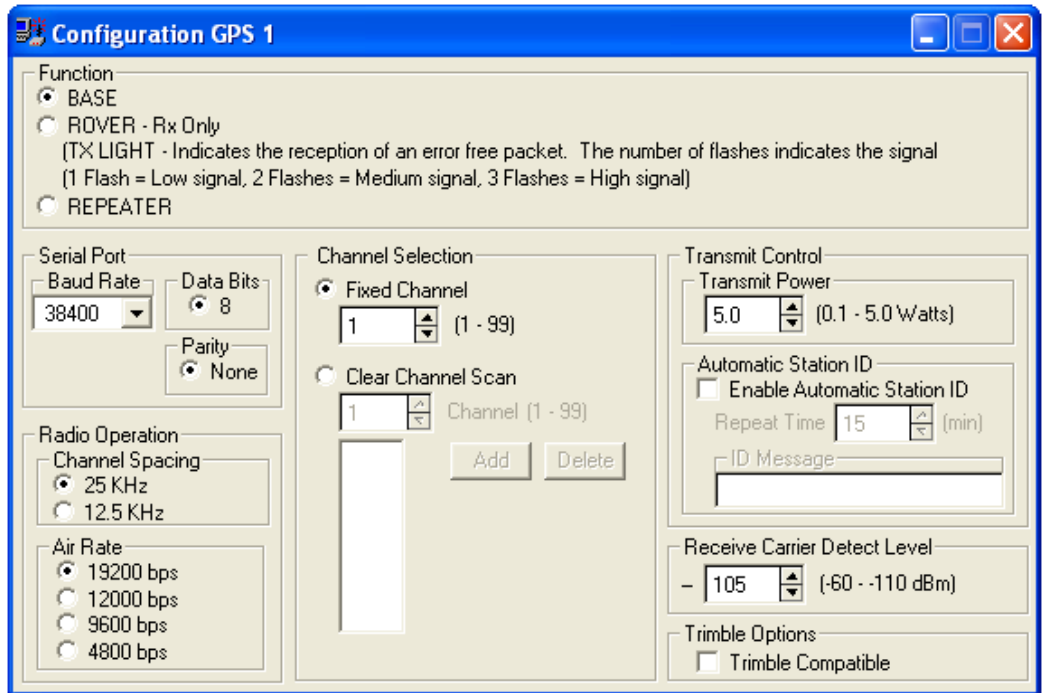 Configuration GPS 1
Function
BASE
ROVER - Rx Only
(TX LIGHT - Indicates the reception of an error free packet. The number of flashes indicates the signal
(1 Flash = Low signal, 2 Flashes = Medium signal, 3 Flashes = High signal)
REPEATER
Serial Port
Baud Rate
38400
Data Bits
8
Parity
None
Radio Operation
Channel Spacing
25 KHz
12.5 KHz
Air Rate
19200 bps
12000 bps
9600 bps
4800 bps
Channel Selection
Fixed Channel
1 (1 - 99)
Clear Channel Scan
1 Channel (1 - 99)
Add Delete
Transmit Control
Transmit Power
5.0 (0.1 - 5.0 Watts)
Automatic Station ID
Enable Automatic Station ID
Repeat Time 15 (min)
ID Message
Receive Carrier Detect Level
- 105 (-60 - -110 dBm)
Trimble Options
Trimble Compatible